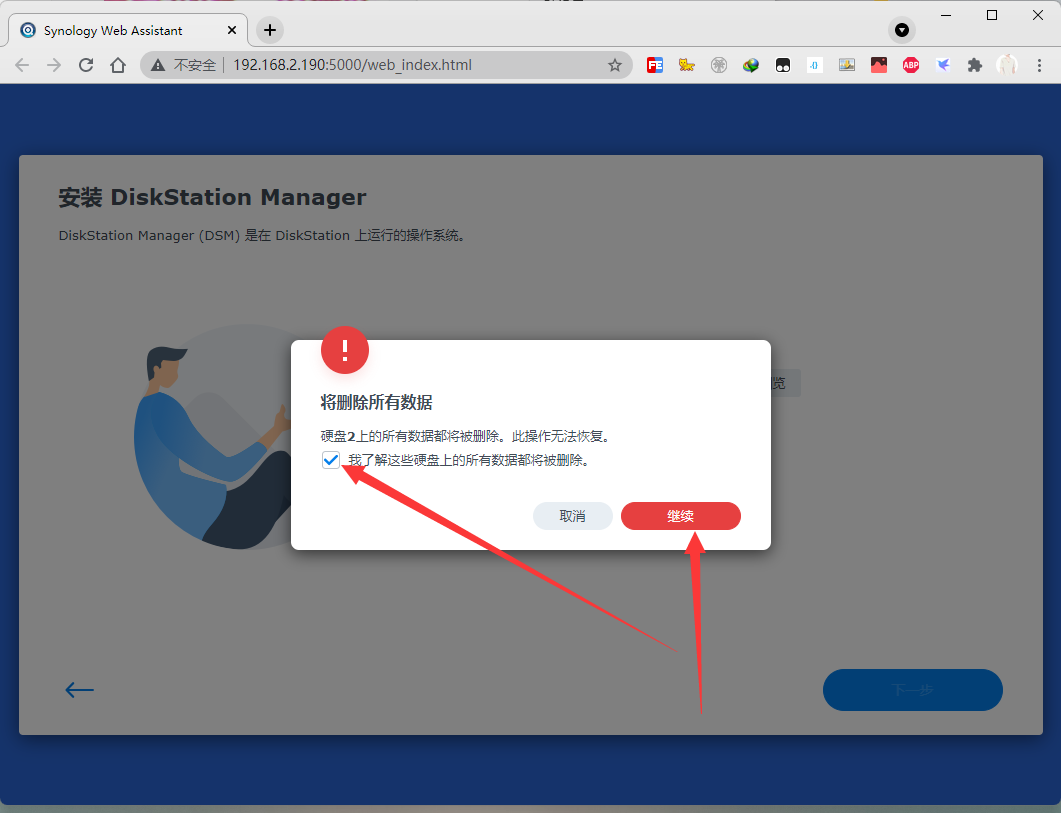 Synology Web Assistant
不安全 192.168.2.190:5000/web_index.html
ABP
安装 DiskStation Manager
DiskStation Manager (DSM) 是在 DiskStation 上运行的操作系统。
览
将删除所有数据
硬盘2上的所有数据都将被删除。此操作无法恢复。
我了解这些硬盘上的所有数据都将被删除。
取消 继续
下一步